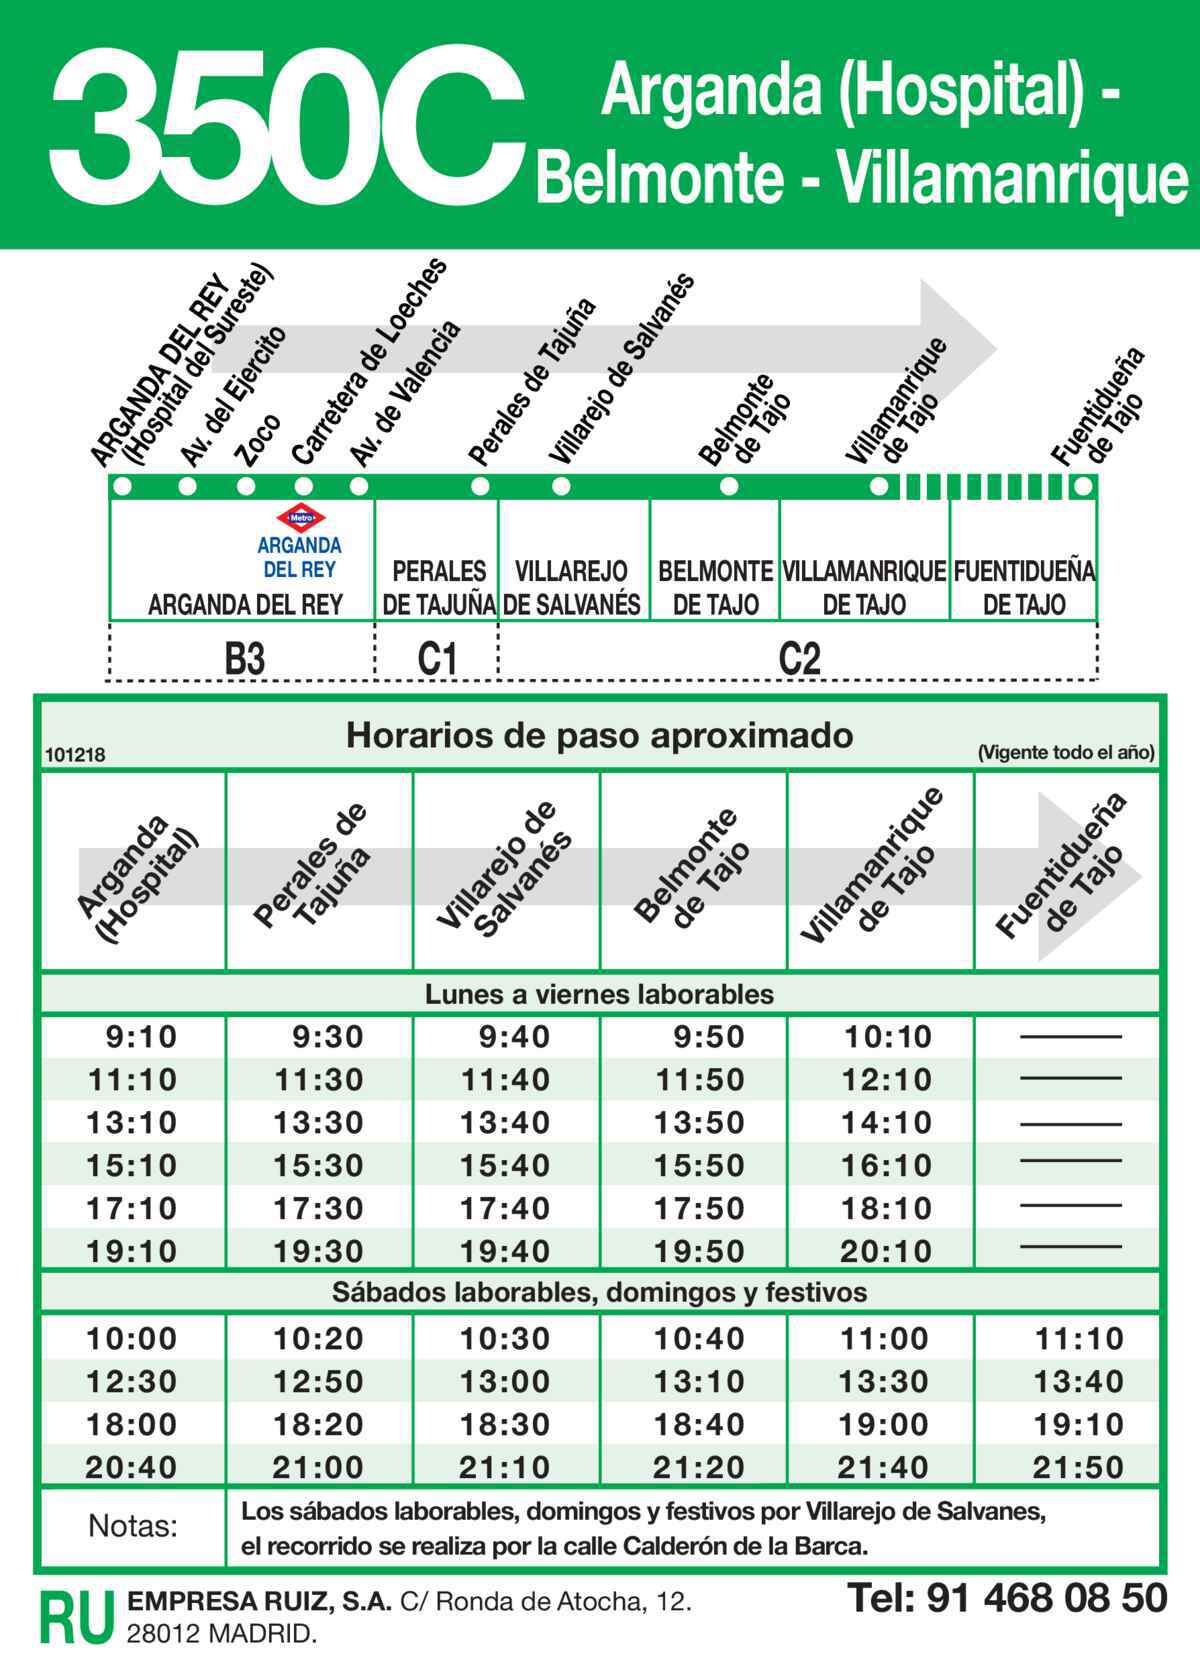 350C
Arganda (Hospital) -
Belmonte - Villamanrique
ARGANDA DEL REY
(Hospital del Sureste)
Av. del Ejercito
Zoco
Carretera de Loeches
Av. de Valencia
Perales de Tajuña
Villarejo de Salvanés
Belmonte
de Tajo
Villamanrique
de Tajo
Fuentidueña
de Tajo
Metro
ARGANDA
DEL REY
ARGANDA DEL REY
PERALES
DE TAJUÑA
VILLAREJO
DE SALVANÉS
BELMONTE
DE TAJO
VILLAMANRIQUE
DE TAJO
FUENTIDUEÑA
DE TAJO
B3 C1 C2
101218 Horarios de paso aproximado (Vigente todo el año)
Arganda
(Hospital)
Perales de
Tajuña
Villarejo de
Salvanés
Belmonte
de Tajo
Villamanrique
de Tajo
Fuentidueña
de Tajo
Lunes a viernes laborables
9:10 9:30 9:40 9:50 10:10 ———
11:10 11:30 11:40 11:50 12:10 ———
13:10 13:30 13:40 13:50 14:10 ———
15:10 15:30 15:40 15:50 16:10 ———
17:10 17:30 17:40 17:50 18:10 ———
19:10 19:30 19:40 19:50 20:10 ———
Sábados laborables, domingos y festivos
10:00 10:20 10:30 10:40 11:00 11:10
12:30 12:50 13:00 13:10 13:30 13:40
18:00 18:20 18:30 18:40 19:00 19:10
20:40 21:00 21:10 21:20 21:40 21:50
Notas:
Los sábados laborables, domingos y festivos por Villarejo de Salvanes,
el recorrido se realiza por la calle Calderón de la Barca.
RU
EMPRESA RUIZ, S.A. C/ Ronda de Atocha, 12.
28012 MADRID.
Tel: 91 468 08 50